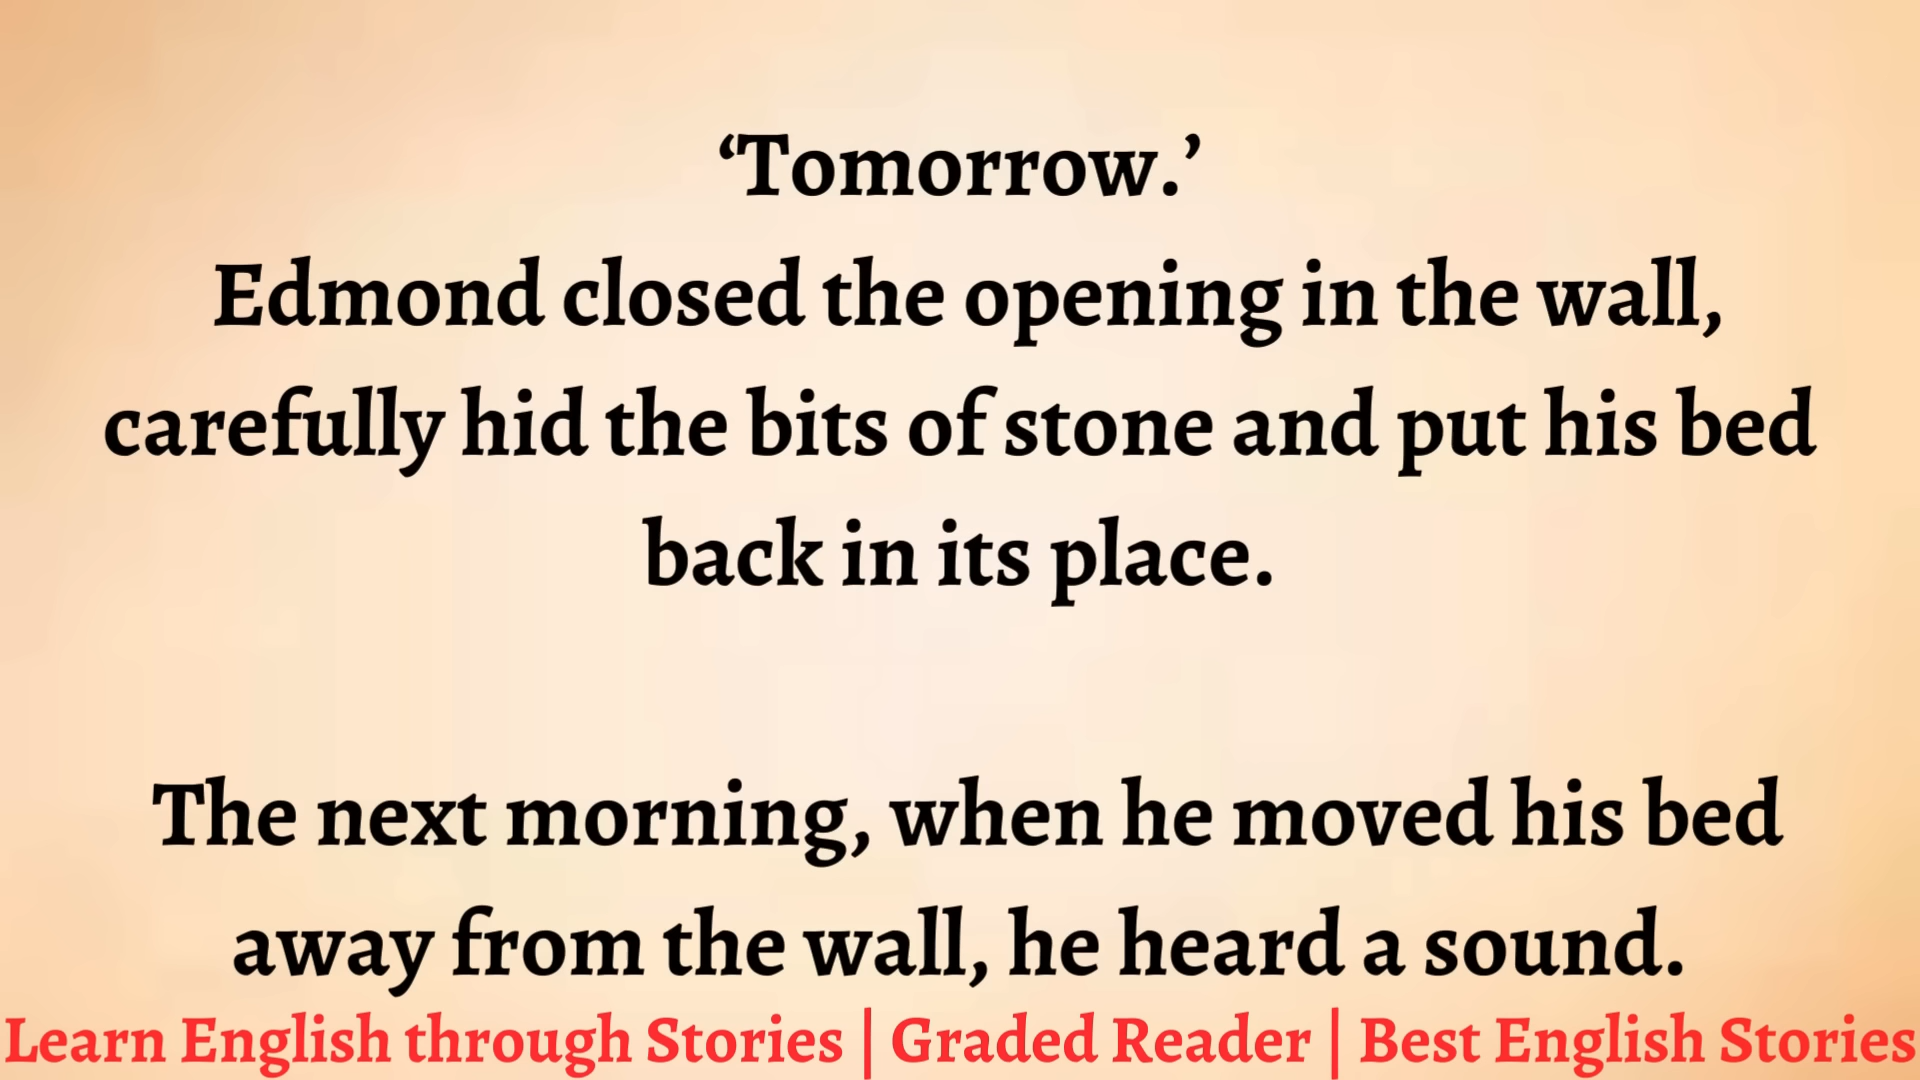 ‘Tomorrow.’
Edmond closed the opening in the wall,
carefully hid the bits of stone and put his bed
back in its place.
The next morning, when he moved his bed
away from the wall, he heard a sound.
Learn English through Stories | Graded Reader | Best English Stories